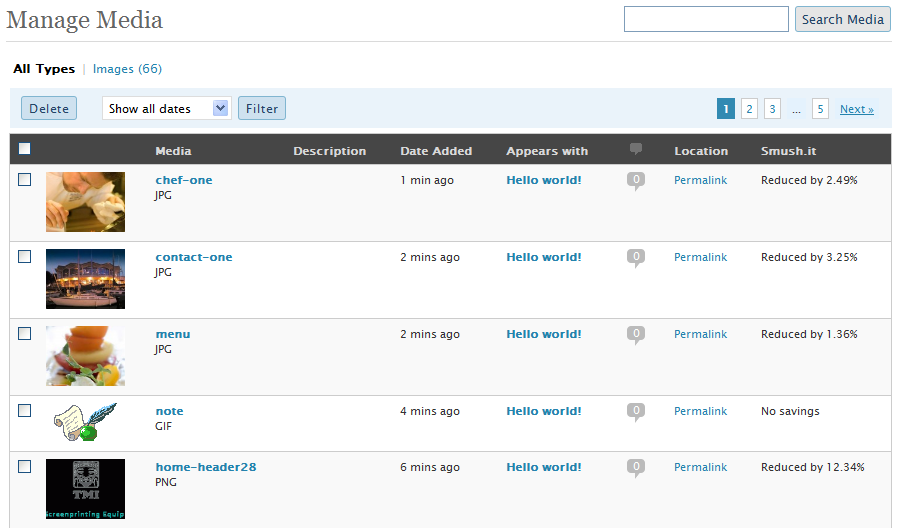 Manage Media
Search Media
All Types | Images (66)
Delete Show all dates Filter 1 2 3 ... 5 Next »
Media Description Date Added Appears with Location Smush.it
chef-one 1 min ago Hello world! 0 Permalink Reduced by 2.49%
JPG
contact-one 2 mins ago Hello world! 0 Permalink Reduced by 3.25%
JPG
menu 2 mins ago Hello world! 0 Permalink Reduced by 1.36%
JPG
note 4 mins ago Hello world! 0 Permalink No savings
GIF
home-header28 6 mins ago Hello world! 0 Permalink Reduced by 12.34%
PNG
TMI
Screenprinting Equip